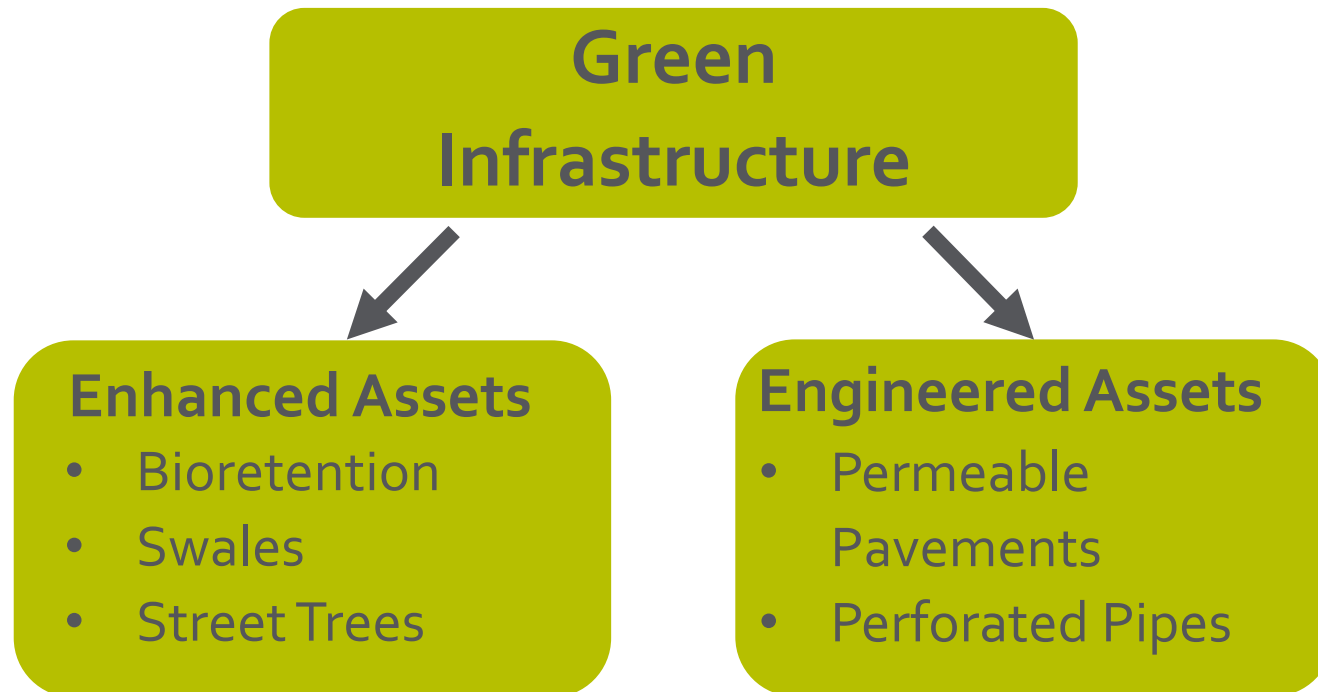 Green
Infrastructure
Enhanced Assets
• Bioretention
• Swales
• Street Trees
Engineered Assets
• Permeable
Pavements
• Perforated Pipes